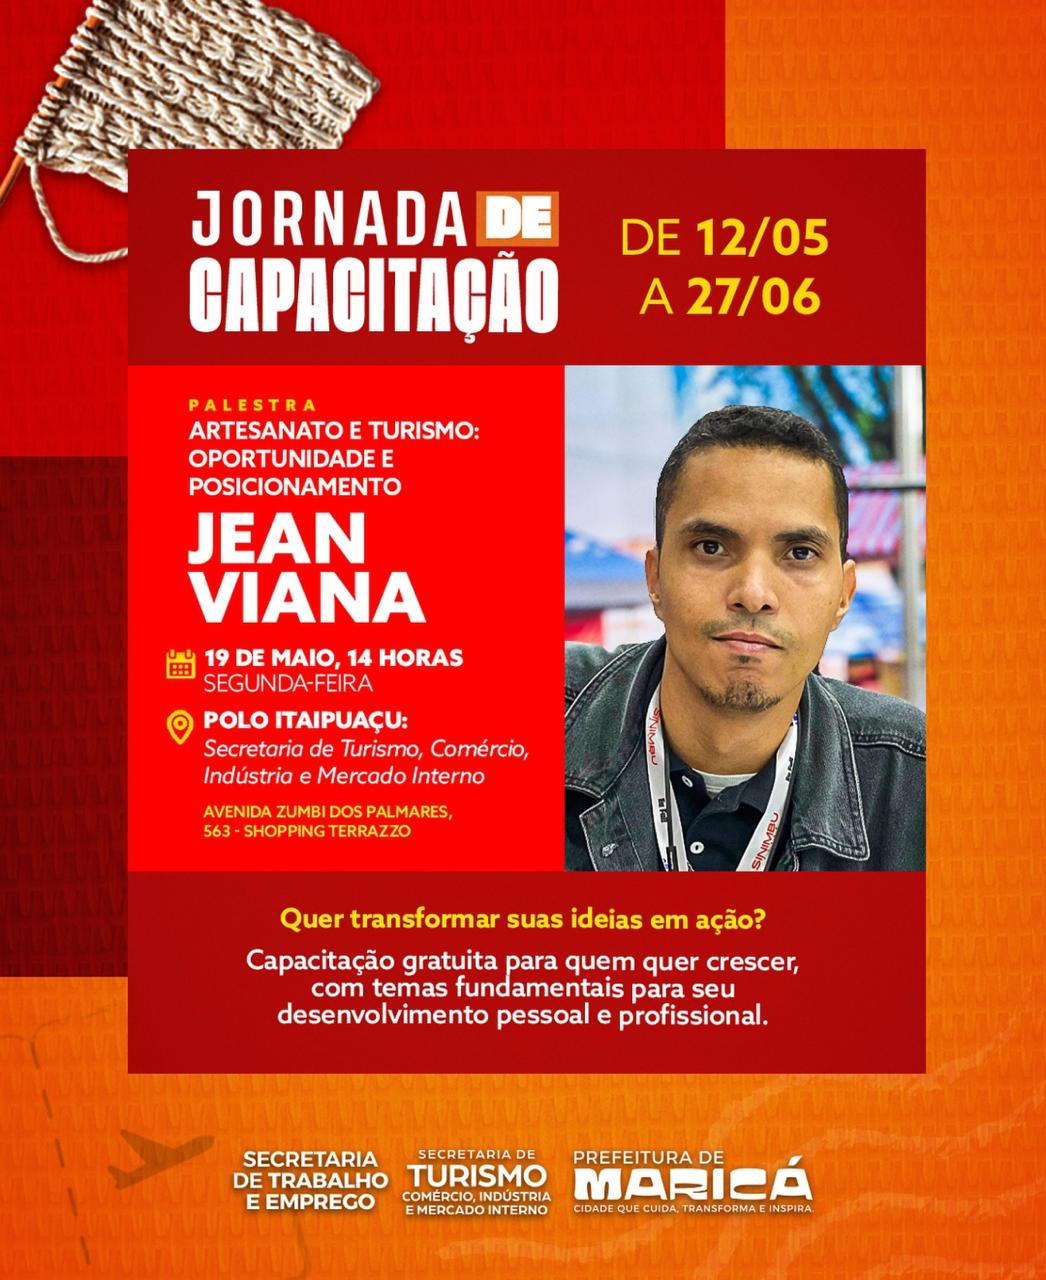 JORNADA DE
CAPACITAÇÃO
DE 12/05
A 27/06
PALESTRA
ARTESANATO E TURISMO:
OPORTUNIDADE E
POSICIONAMENTO
JEAN
VIANA
19 DE MAIO, 14 HORAS
SEGUNDA-FEIRA
POLO ITAIPUAÇU:
Secretaria de Turismo, Comércio,
Indústria e Mercado Interno
AVENIDA ZUMBI DOS PALMARES,
563 - SHOPPING TERRAZZO
SINIMBU
SINIMBU
Quer transformar suas ideias em ação?
Capacitação gratuita para quem quer crescer,
com temas fundamentais para seu
desenvolvimento pessoal e profissional.
SECRETARIA
DE TRABALHO
E EMPREGO
SECRETARIA DE
TURISMO
COMÉRCIO, INDÚSTRIA
E MERCADO INTERNO
PREFEITURA DE
MARICÁ
CIDADE QUE CUIDA, TRANSFORMA E INSPIRA.